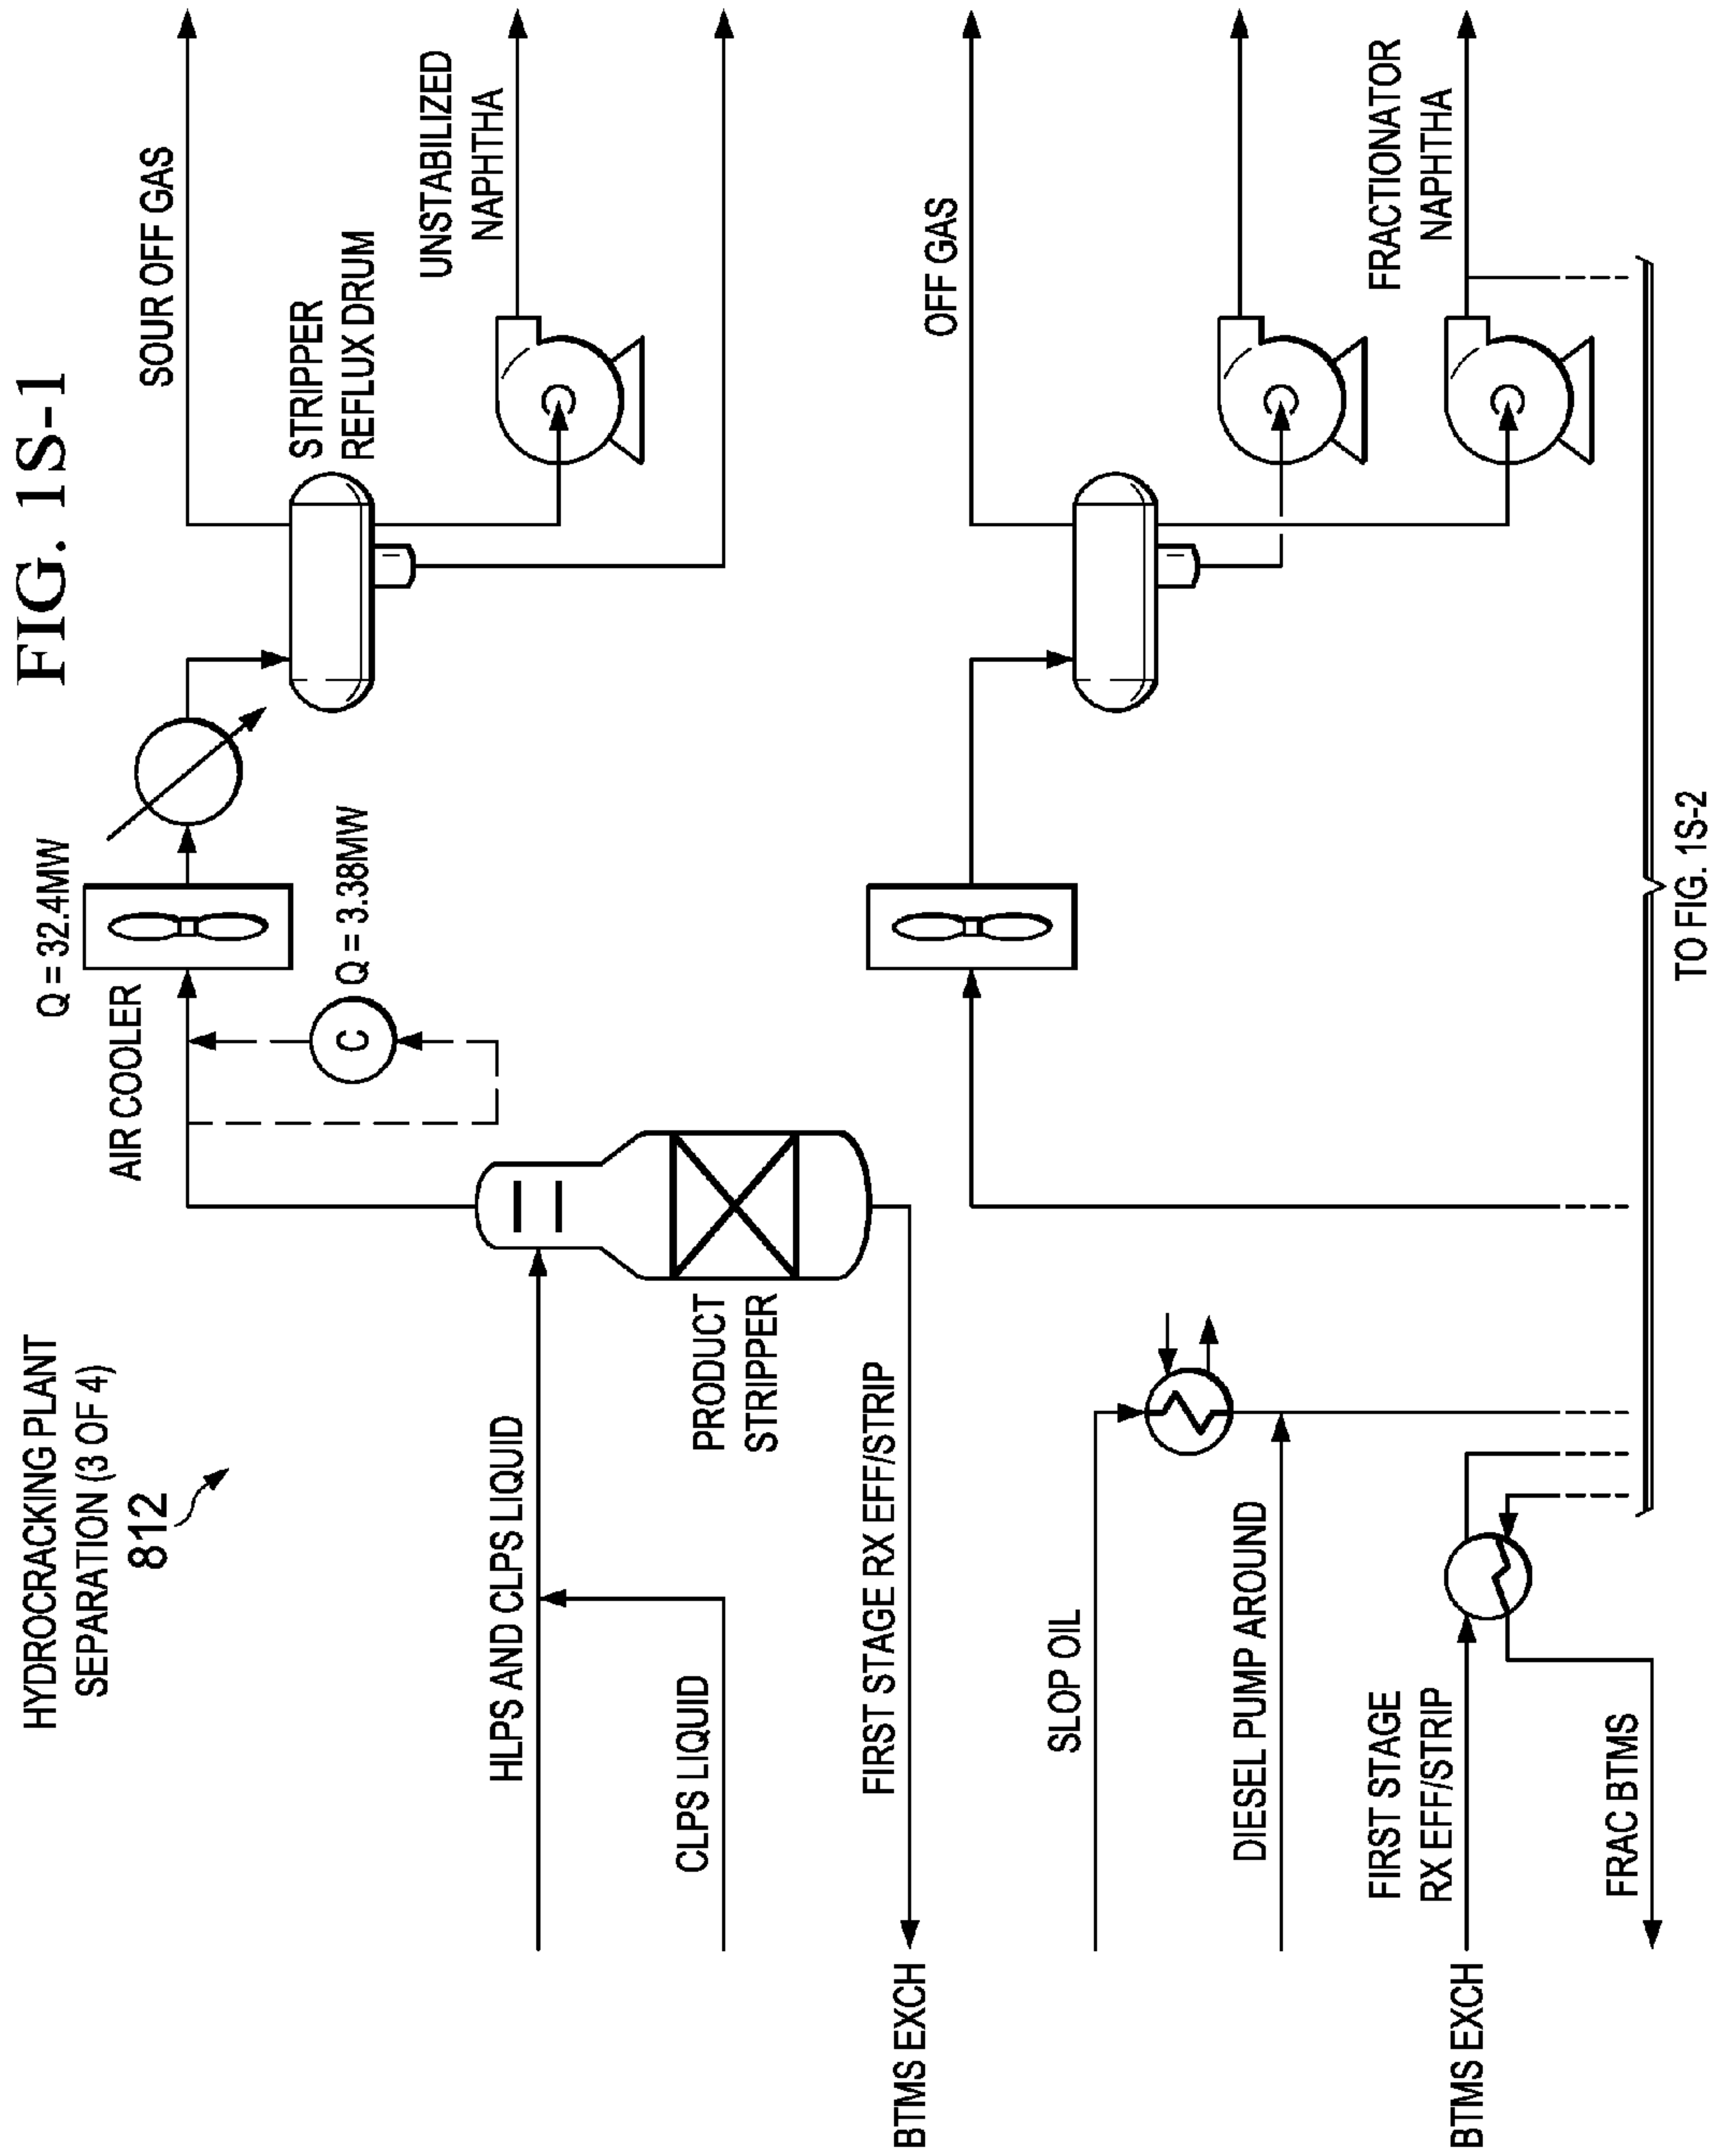 FIG. 1S-1
HYDROCRACKING PLANT
SEPARATION (3 OF 4)
812
Q = 32.4MW
AIR COOLER
C
Q = 3.38MW
SOUR OFF GAS
STRIPPER
REFLUX DRUM
UNSTABILIZED
NAPHTHA
HLPS AND CLPS LIQUID
CLPS LIQUID
PRODUCT
STRIPPER
FIRST STAGE RX EFF/STRIP
BTMS EXCH
OFF GAS
SLOP OIL
DIESEL PUMP AROUND
FIRST STAGE
RX EFF/STRIP
BTMS EXCH
FRAC BTMS
FRACTIONATOR
NAPHTHA
TO FIG. 1S-2